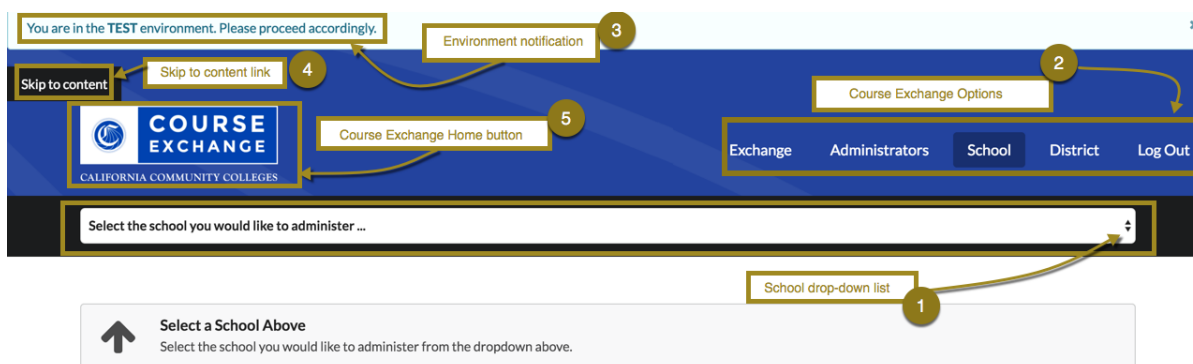 You are in the TEST environment. Please proceed accordingly.
Environment notification
3
Skip to content
Skip to content link
4
2
Course Exchange Options
COURSE
EXCHANGE
CALIFORNIA COMMUNITY COLLEGES
Course Exchange Home button
5
Exchange Administrators School District Log Out
Select the school you would like to administer ...
School drop-down list
1
Select a School Above
Select the school you would like to administer from the dropdown above.